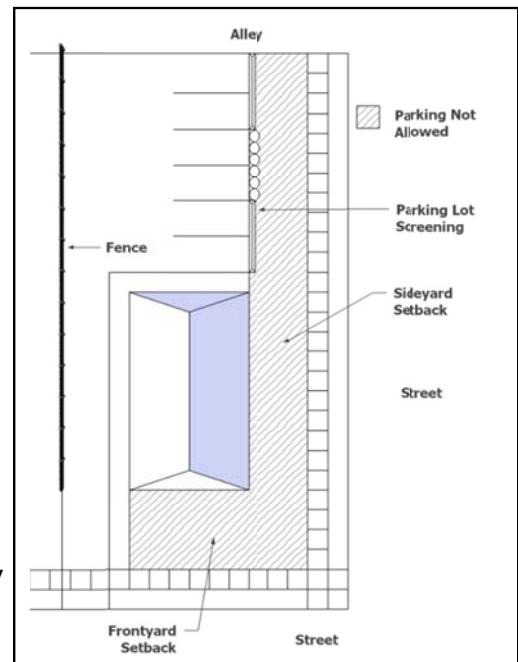 Alley
Parking Not
Allowed
Parking Lot
Screening
Fence
Sideyard
Setback
Street
Frontyard
Setback
Street